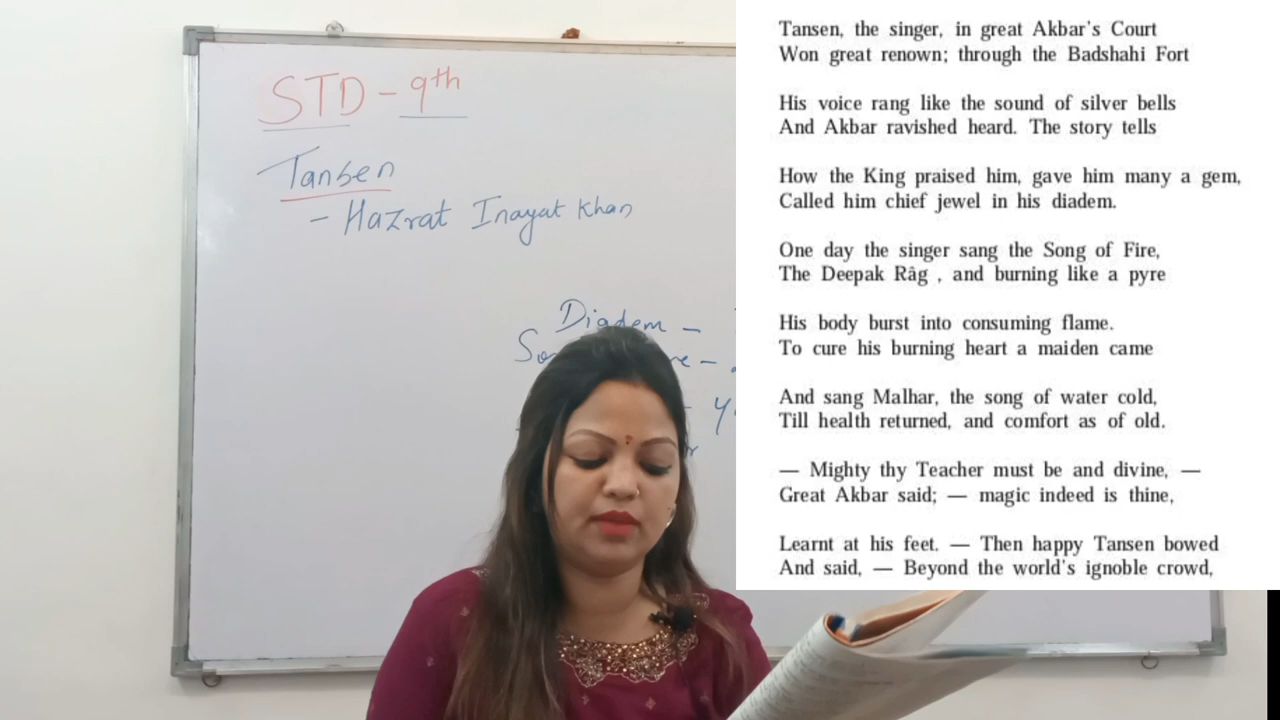 STD - 9th
Tansen
- Hazrat Inayat Khan
Diadem -
Tansen, the singer, in great Akbar's Court
Won great renown; through the Badshahi Fort
His voice rang like the sound of silver bells
And Akbar ravished heard. The story tells
How the King praised him, gave him many a gem,
Called him chief jewel in his diadem.
One day the singer sang the Song of Fire,
The Deepak Râg , and burning like a pyre
His body burst into consuming flame.
To cure his burning heart a maiden came
And sang Malhar, the song of water cold,
Till health returned, and comfort as of old.
— Mighty thy Teacher must be and divine, —
Great Akbar said; — magic indeed is thine,
Learnt at his feet. — Then happy Tansen bowed
And said, — Beyond the world's ignoble crowd,